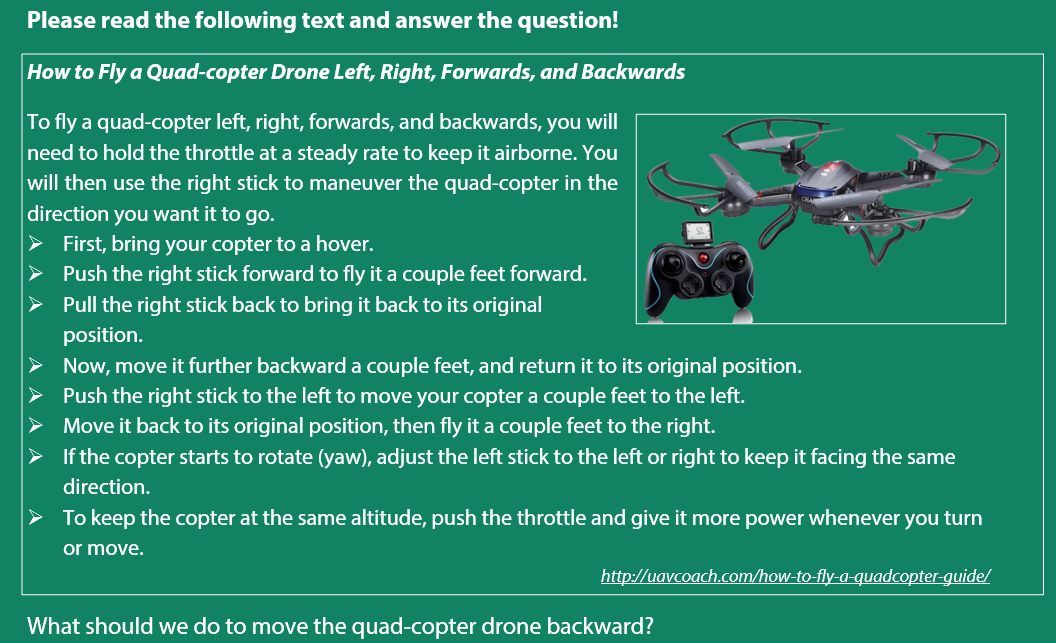 Please read the following text and answer the question!
How to Fly a Quad-copter Drone Left, Right, Forwards, and Backwards
To fly a quad-copter left, right, forwards, and backwards, you will
need to hold the throttle at a steady rate to keep it airborne. You
will then use the right stick to maneuver the quad-copter in the
direction you want it to go.
➢ First, bring your copter to a hover.
➢ Push the right stick forward to fly it a couple feet forward.
➢ Pull the right stick back to bring it back to its original
position.
➢ Now, move it further backward a couple feet, and return it to its original position.
➢ Push the right stick to the left to move your copter a couple feet to the left.
➢ Move it back to its original position, then fly it a couple feet to the right.
➢ If the copter starts to rotate (yaw), adjust the left stick to the left or right to keep it facing the same
direction.
➢ To keep the copter at the same altitude, push the throttle and give it more power whenever you turn
or move.
http://uavcoach.com/how-to-fly-a-quadcopter-guide/
What should we do to move the quad-copter drone backward?